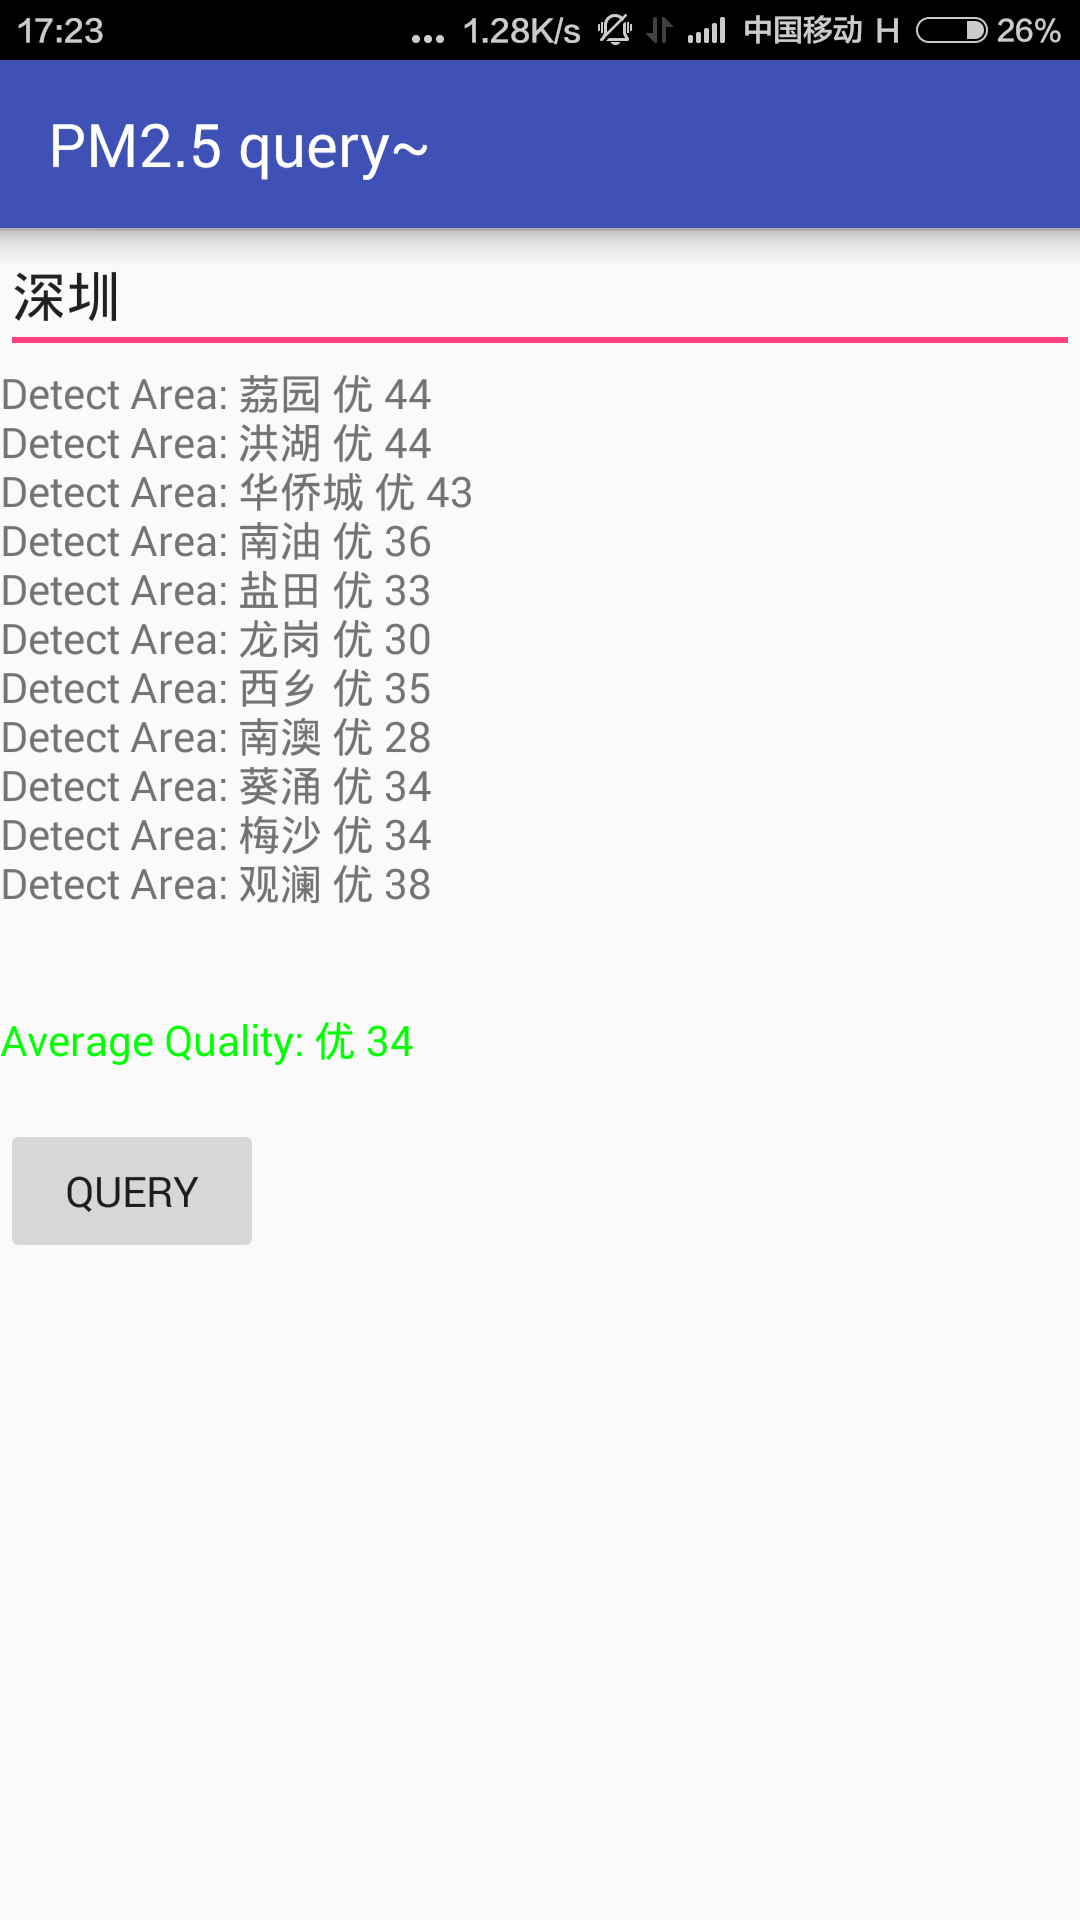 17:23 ... 1.28K/s 中国移动 H 26%
PM2.5 query~
深圳
Detect Area: 荔园 优 44
Detect Area: 洪湖 优 44
Detect Area: 华侨城 优 43
Detect Area: 南油 优 36
Detect Area: 盐田 优 33
Detect Area: 龙岗 优 30
Detect Area: 西乡 优 35
Detect Area: 南澳 优 28
Detect Area: 葵涌 优 34
Detect Area: 梅沙 优 34
Detect Area: 观澜 优 38
Average Quality: 优 34
QUERY